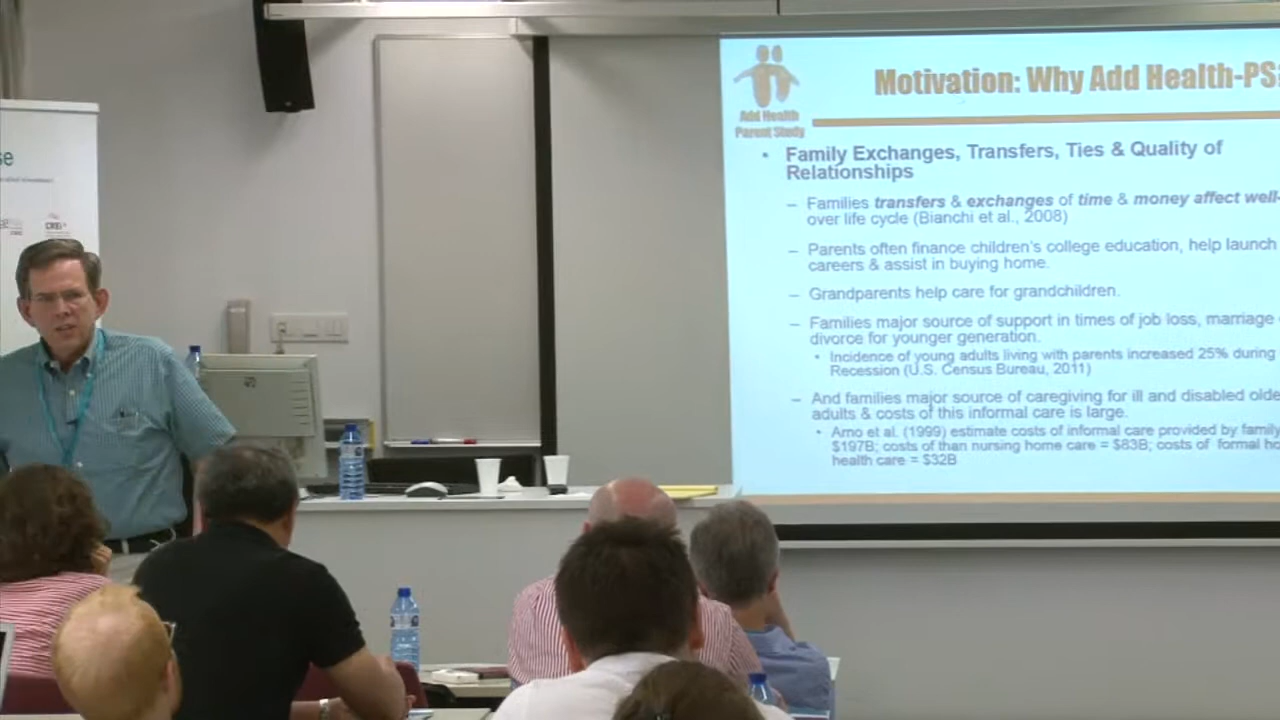 se
CREi
Add Health
Parent Study
Motivation: Why Add Health-PS
• Family Exchanges, Transfers, Ties & Quality of
Relationships
– Families transfers & exchanges of time & money affect well-
over life cycle (Bianchi et al., 2008)
– Parents often finance children's college education, help launch
careers & assist in buying home.
– Grandparents help care for grandchildren.
– Families major source of support in times of job loss, marriage
divorce for younger generation.
• Incidence of young adults living with parents increased 25% during
Recession (U.S. Census Bureau, 2011)
– And families major source of caregiving for ill and disabled olde
adults & costs of this informal care is large.
• Arno et al. (1999) estimate costs of informal care provided by family
$197B; costs of than nursing home care = $83B; costs of formal ho
health care = $32B